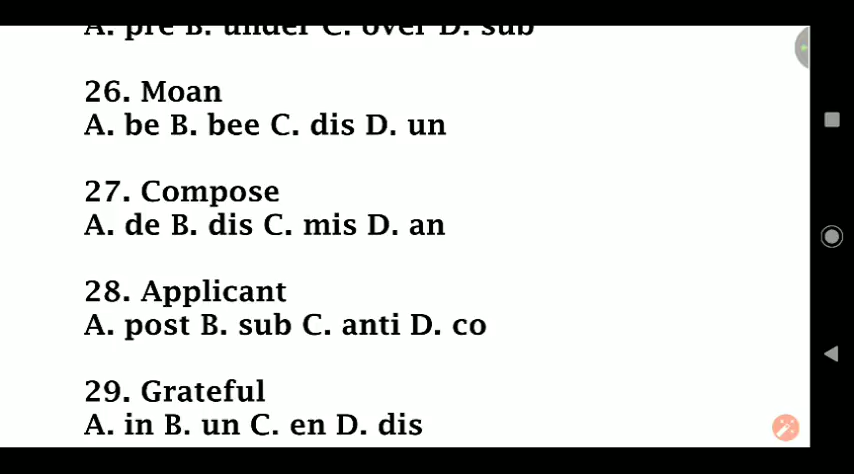 A. pre B. under C. over D. sub
26. Moan
A. be B. bee C. dis D. un
27. Compose
A. de B. dis C. mis D. an
28. Applicant
A. post B. sub C. anti D. co
29. Grateful
A. in B. un C. en D. dis